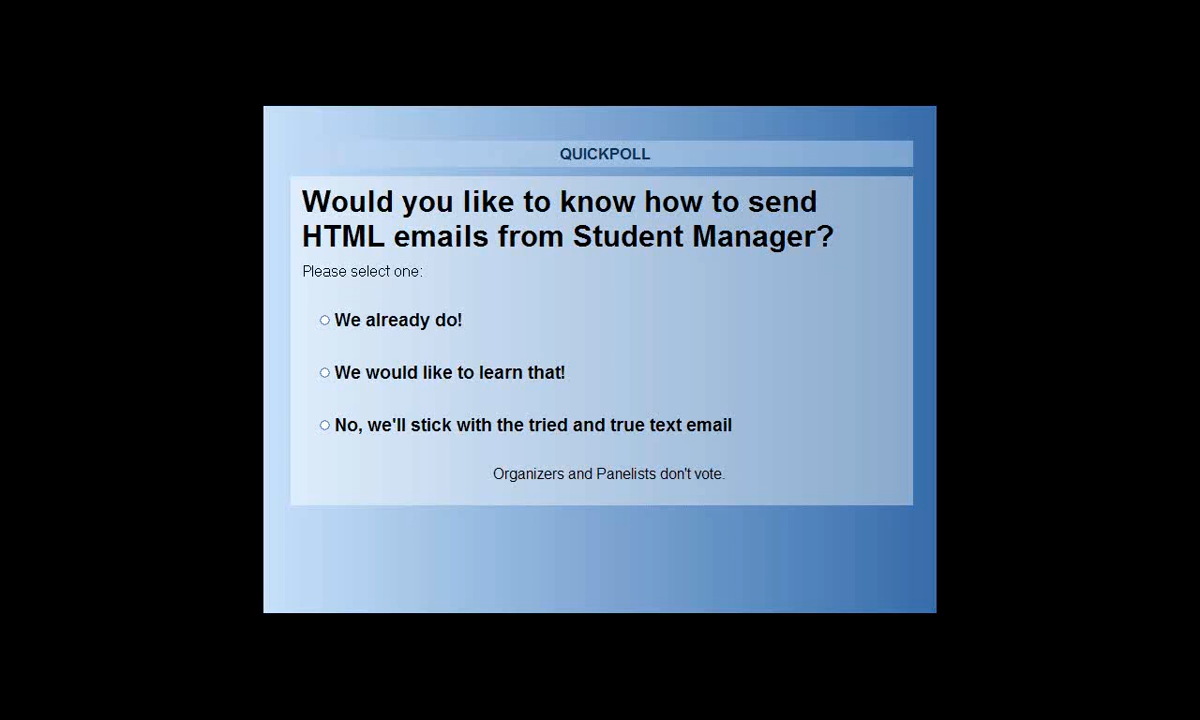 QUICKPOLL
Would you like to know how to send
HTML emails from Student Manager?
Please select one:
We already do!
We would like to learn that!
No, we'll stick with the tried and true text email
Organizers and Panelists don't vote.